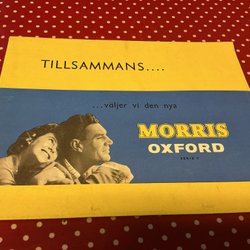 TILLSAMMANS....
...väljer vi den nya
MORRIS
OXFORD
SERIE V